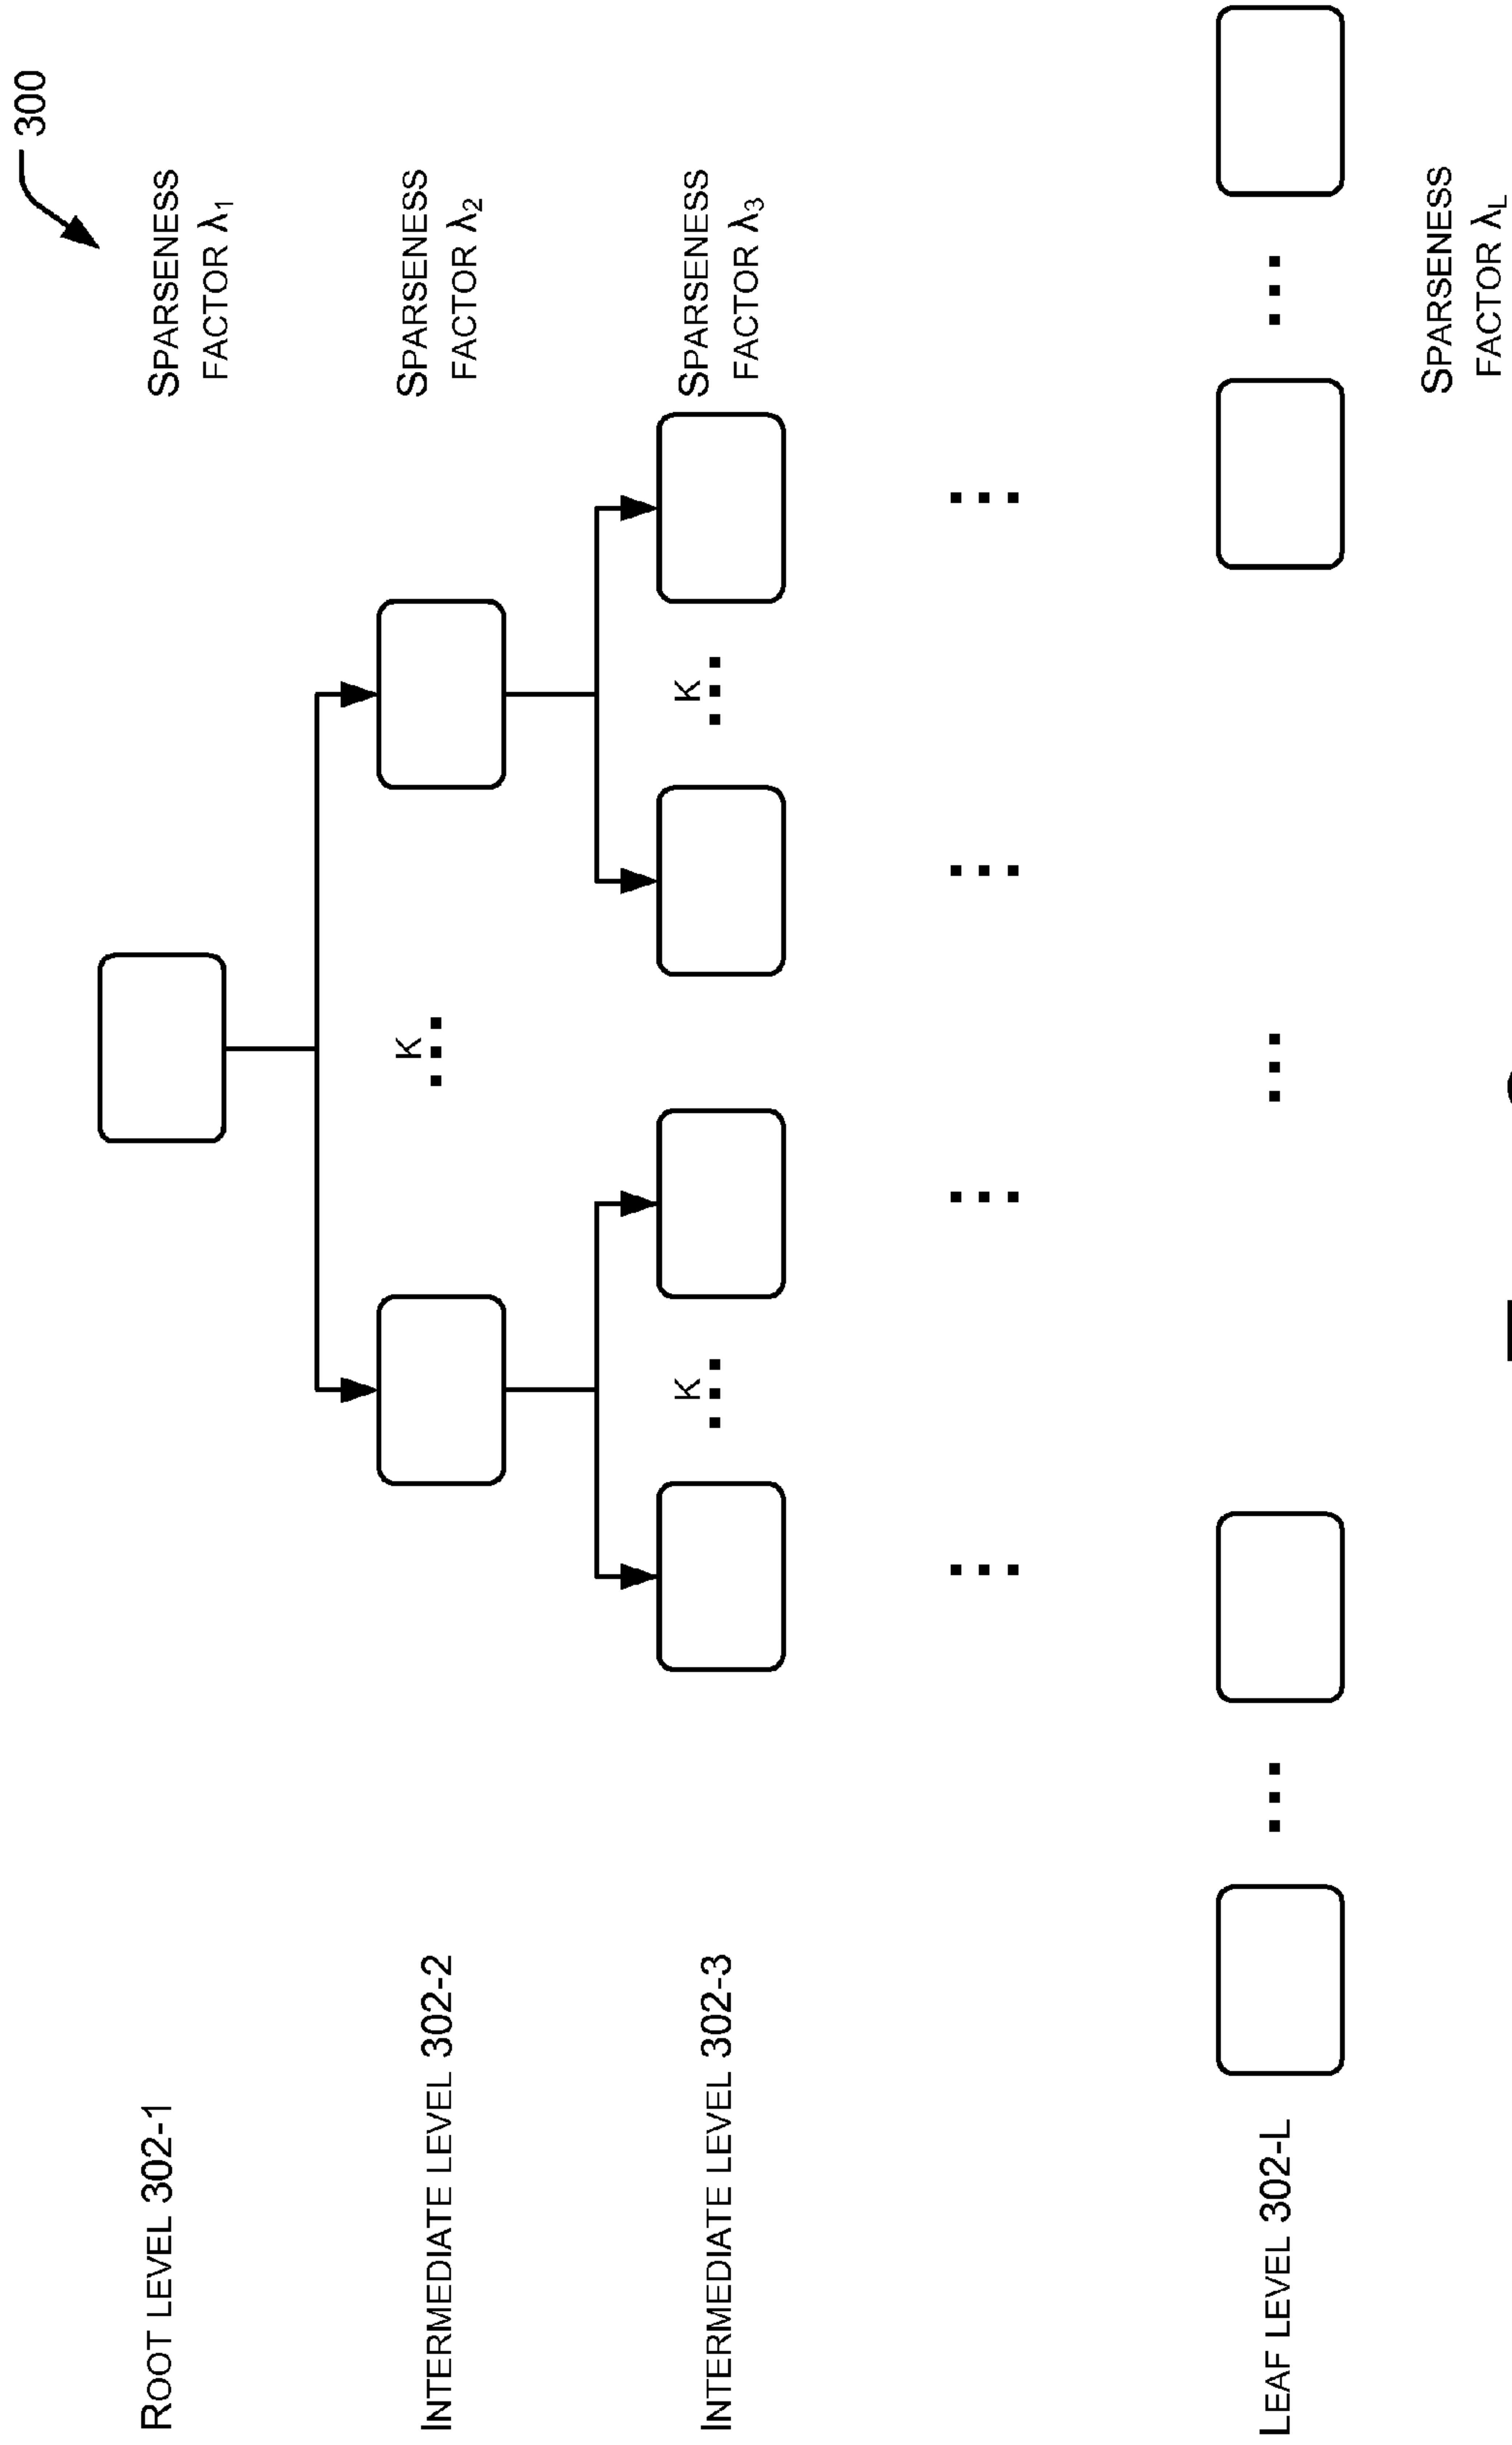 300
ROOT LEVEL 302-1
SPARSENESS
FACTOR λ1
INTERMEDIATE LEVEL 302-2
K
SPARSENESS
FACTOR λ2
INTERMEDIATE LEVEL 302-3
K
K
SPARSENESS
FACTOR λ3
LEAF LEVEL 302-L
SPARSENESS
FACTOR λL